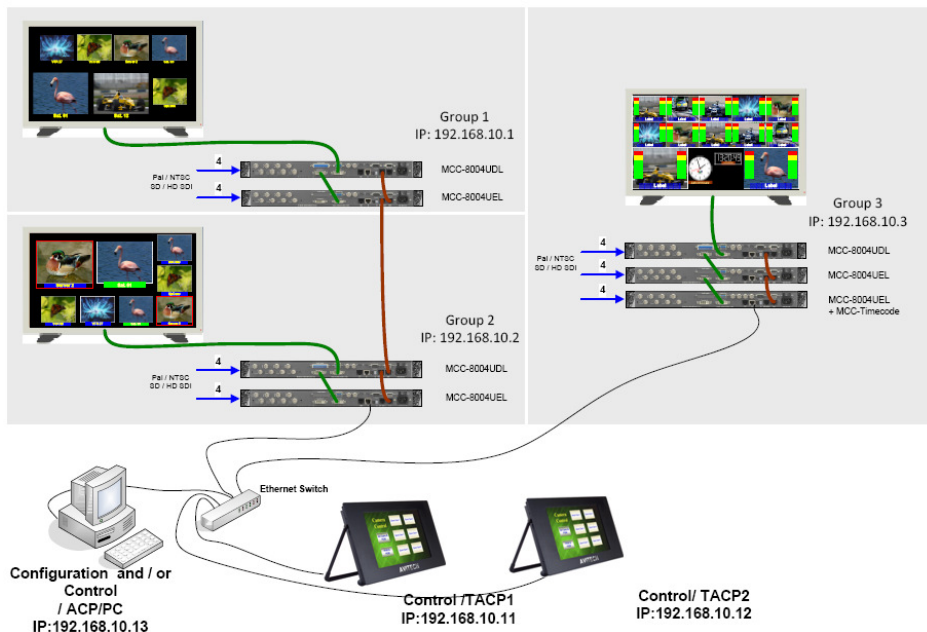 Group 1
IP: 192.168.10.1
4
Pal / NTSC
SD / HD SDI
MCC-8004UDL
4
MCC-8004UEL
Group 2
IP: 192.168.10.2
4
Pal / NTSC
SD / HD SDI
MCC-8004UDL
4
MCC-8004UEL
Group 3
IP: 192.168.10.3
4
Pal / NTSC
SD / HD SDI
MCC-8004UDL
4
MCC-8004UEL
4
MCC-8004UEL
+ MCC-Timecode
Ethernet Switch
Configuration and / or
Control
/ ACP/PC
IP:192.168.10.13
Camera
Control
Control /TACP1
IP:192.168.10.11
Camera
Control
Control/ TACP2
IP:192.168.10.12